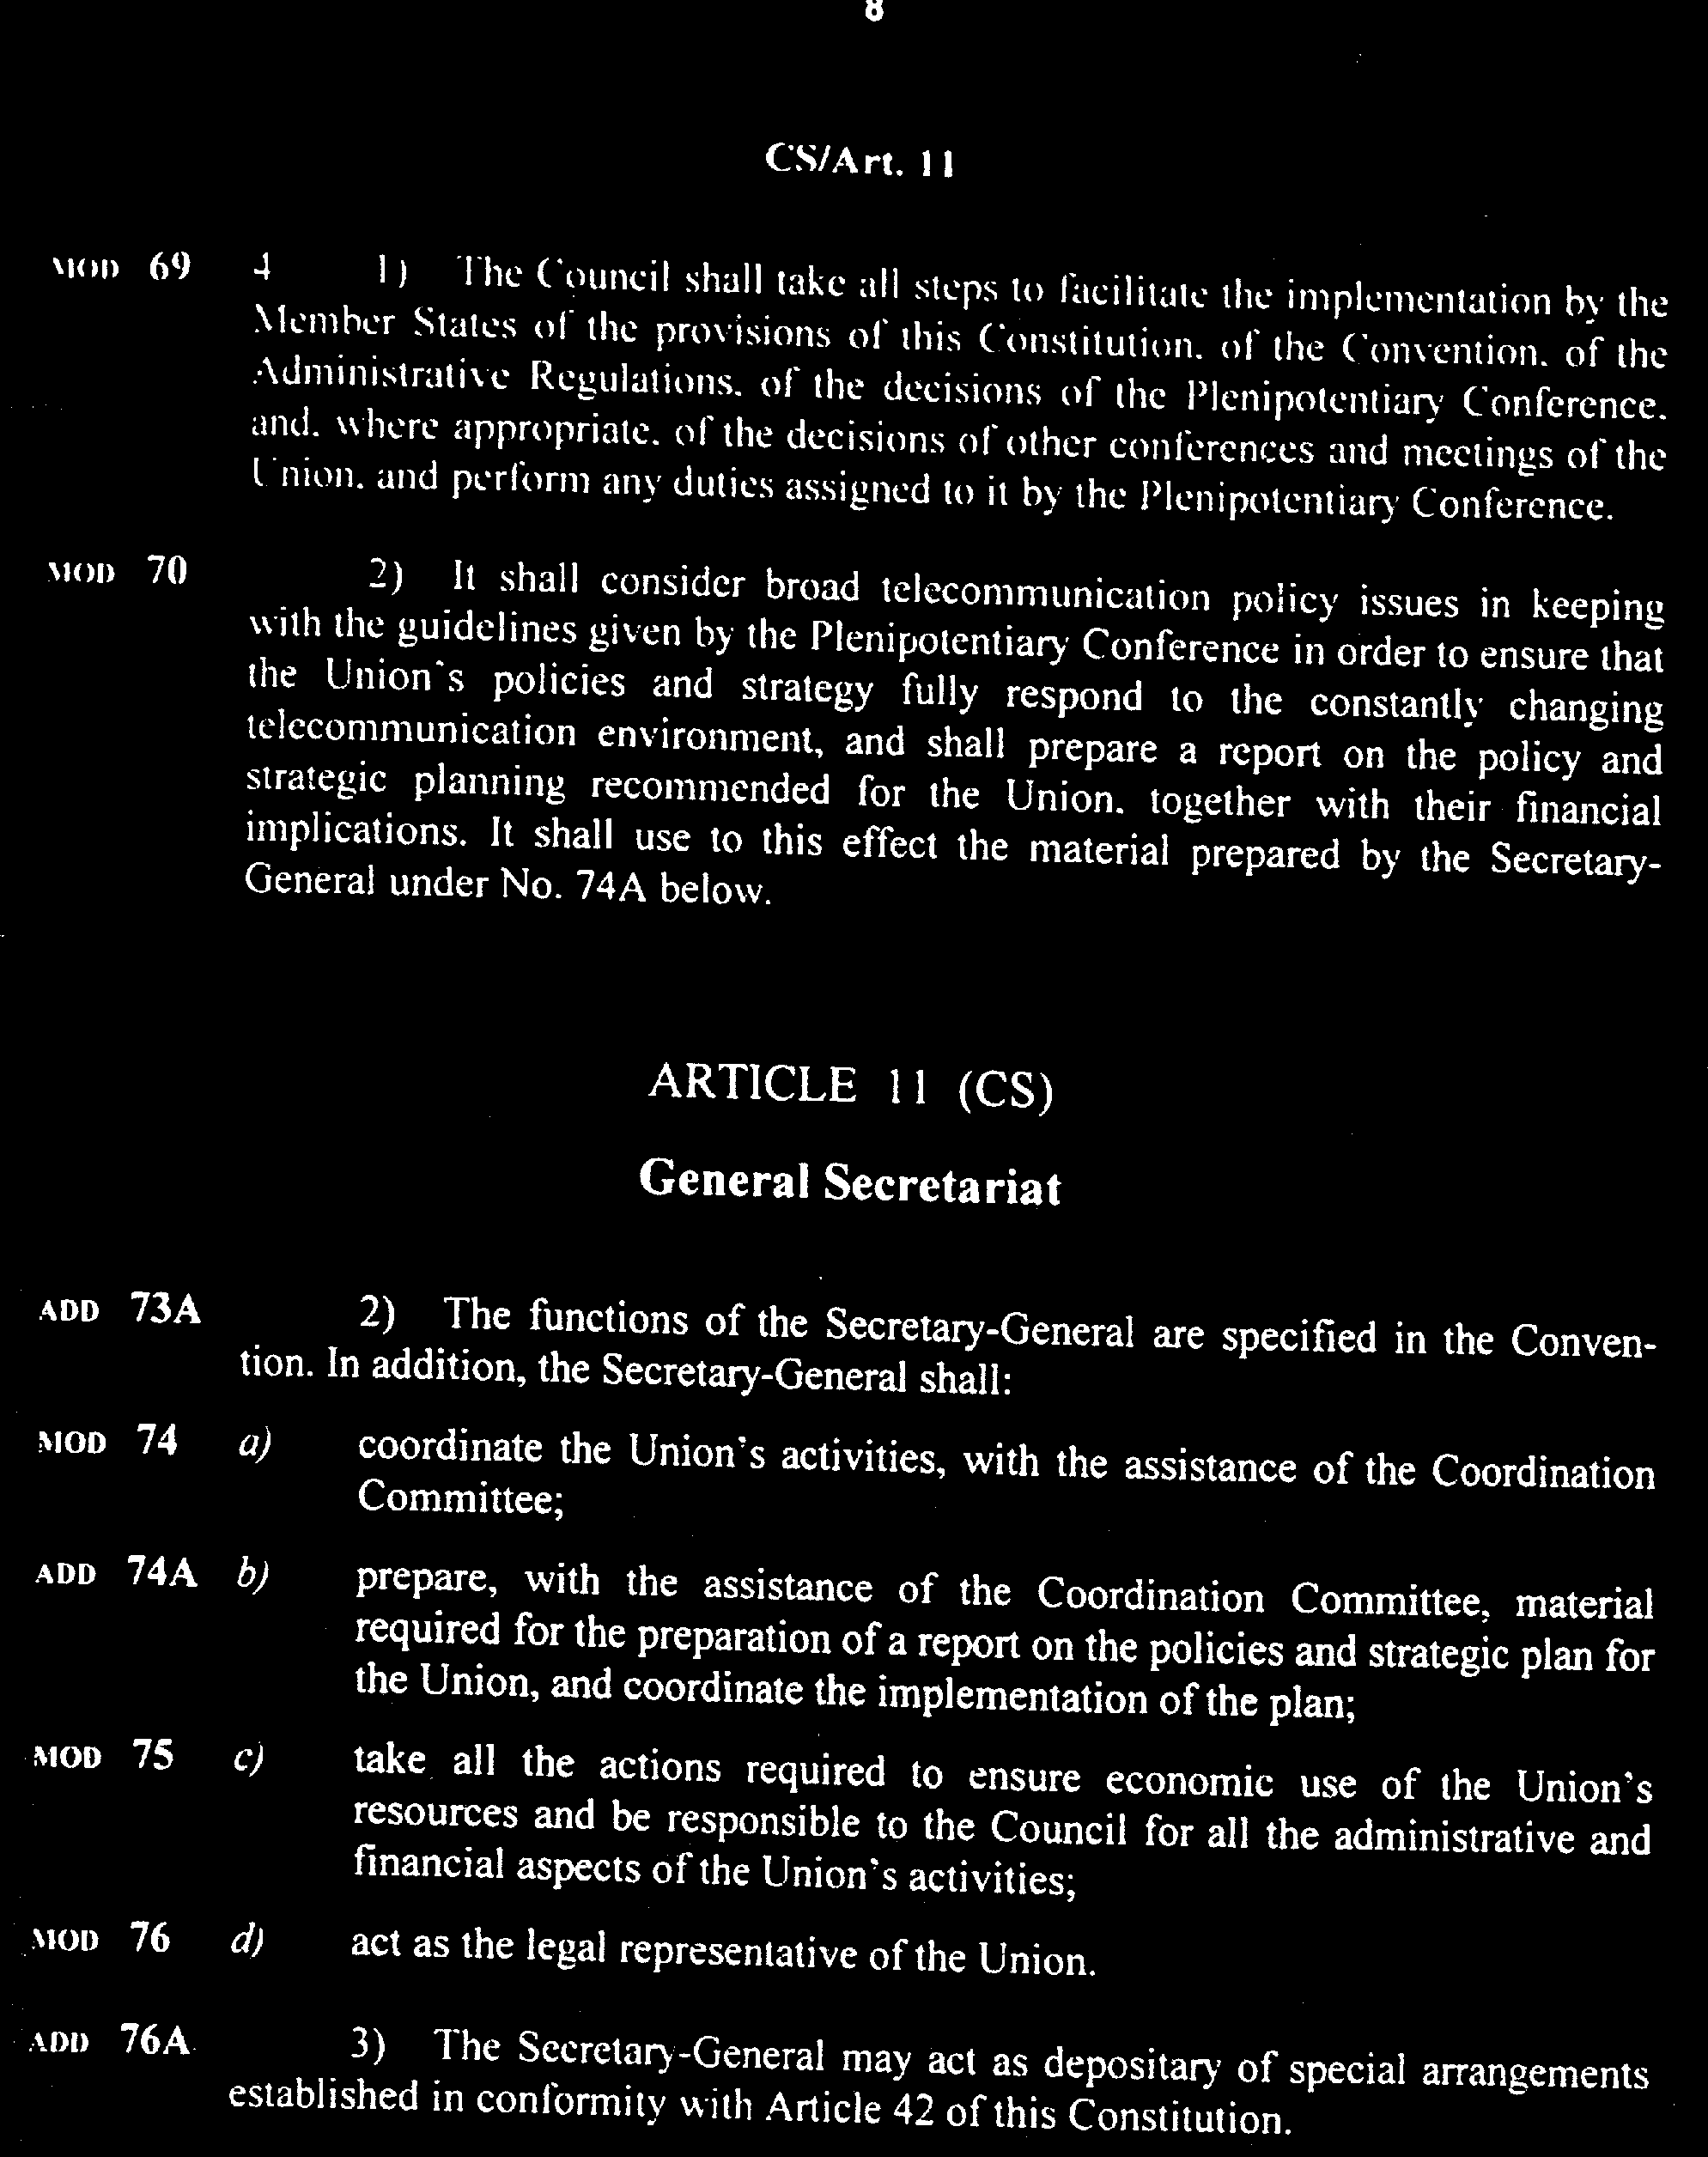 8
CS/Art. 11
MOD 69 4 1) The Council shall take all steps to facilitate the implementation by the
Member States of the provisions of this Constitution, of the Convention, of the
Administrative Regulations, of the decisions of the Plenipotentiary Conference,
and, where appropriate, of the decisions of other conferences and meetings of the
Union, and perform any duties assigned to it by the Plenipotentiary Conference.
MOD 70 2) It shall consider broad telecommunication policy issues in keeping
with the guidelines given by the Plenipotentiary Conference in order to ensure that
the Union's policies and strategy fully respond to the constantly changing
telecommunication environment, and shall prepare a report on the policy and
strategic planning recommended for the Union, together with their financial
implications. It shall use to this effect the material prepared by the Secretary-
General under No. 74A below.
ARTICLE 11 (CS)
General Secretariat
ADD 73A 2) The functions of the Secretary-General are specified in the Conven-
tion. In addition, the Secretary-General shall:
MOD 74 a) coordinate the Union's activities, with the assistance of the Coordination
Committee;
ADD 74A b) prepare, with the assistance of the Coordination Committee, material
required for the preparation of a report on the policies and strategic plan for
the Union, and coordinate the implementation of the plan;
MOD 75 c) take all the actions required to ensure economic use of the Union's
resources and be responsible to the Council for all the administrative and
financial aspects of the Union's activities;
MOD 76 d) act as the legal representative of the Union.
ADD 76A 3) The Secretary-General may act as depositary of special arrangements
established in conformity with Article 42 of this Constitution.